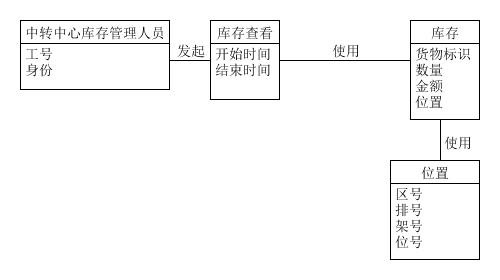 中转中心库存管理人员
工号
身份
发起
库存查看
开始时间
结束时间
使用
库存
货物标识
数量
金额
位置
使用
位置
区号
排号
架号
位号